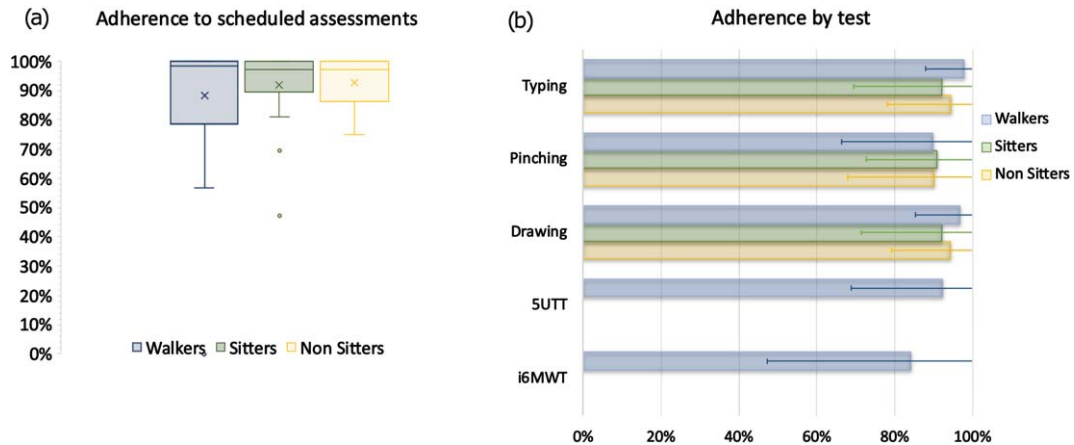 (a)
Adherence to scheduled assessments
100%
90%
80%
70%
60%
50%
40%
30%
20%
10%
0%
Walkers Sitters Non Sitters
(b)
Adherence by test
Typing
Pinching
Drawing
5UTT
i6MWT
0% 20% 40% 60% 80% 100%
Walkers
Sitters
Non Sitters